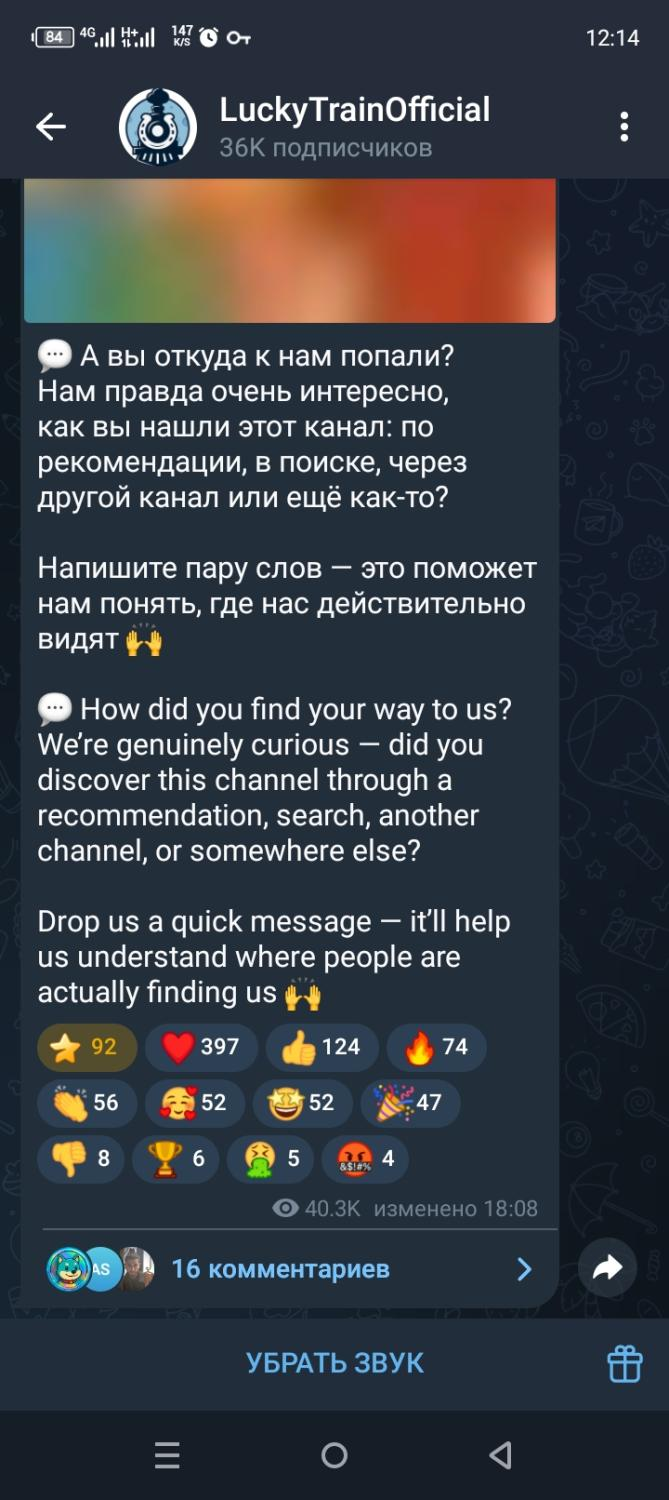 84 4G H+ 147 K/S 12:14
LuckyTrainOfficial
36K подписчиков
💬 А вы откуда к нам попали?
Нам правда очень интересно,
как вы нашли этот канал: по
рекомендации, в поиске, через
другой канал или ещё как-то?
Напишите пару слов — это поможет
нам понять, где нас действительно
видят 🙌
💬 How did you find your way to us?
We’re genuinely curious — did you
discover this channel through a
recommendation, search, another
channel, or somewhere else?
Drop us a quick message — it’ll help
us understand where people are
actually finding us 🙌
⭐ 92 ❤️ 397 👍 124 🔥 74
👏 56 🥰 52 🤩 52 🎉 47
👎 8 🏆 6 🤮 5 🤬 4
40.3K изменено 18:08
AS 16 комментариев
УБРАТЬ ЗВУК